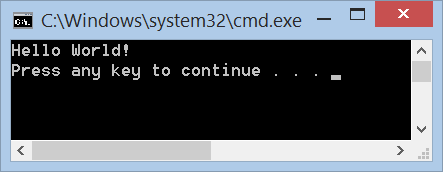 C:\Windows\system32\cmd.exe
Hello World!
Press any key to continue . . .